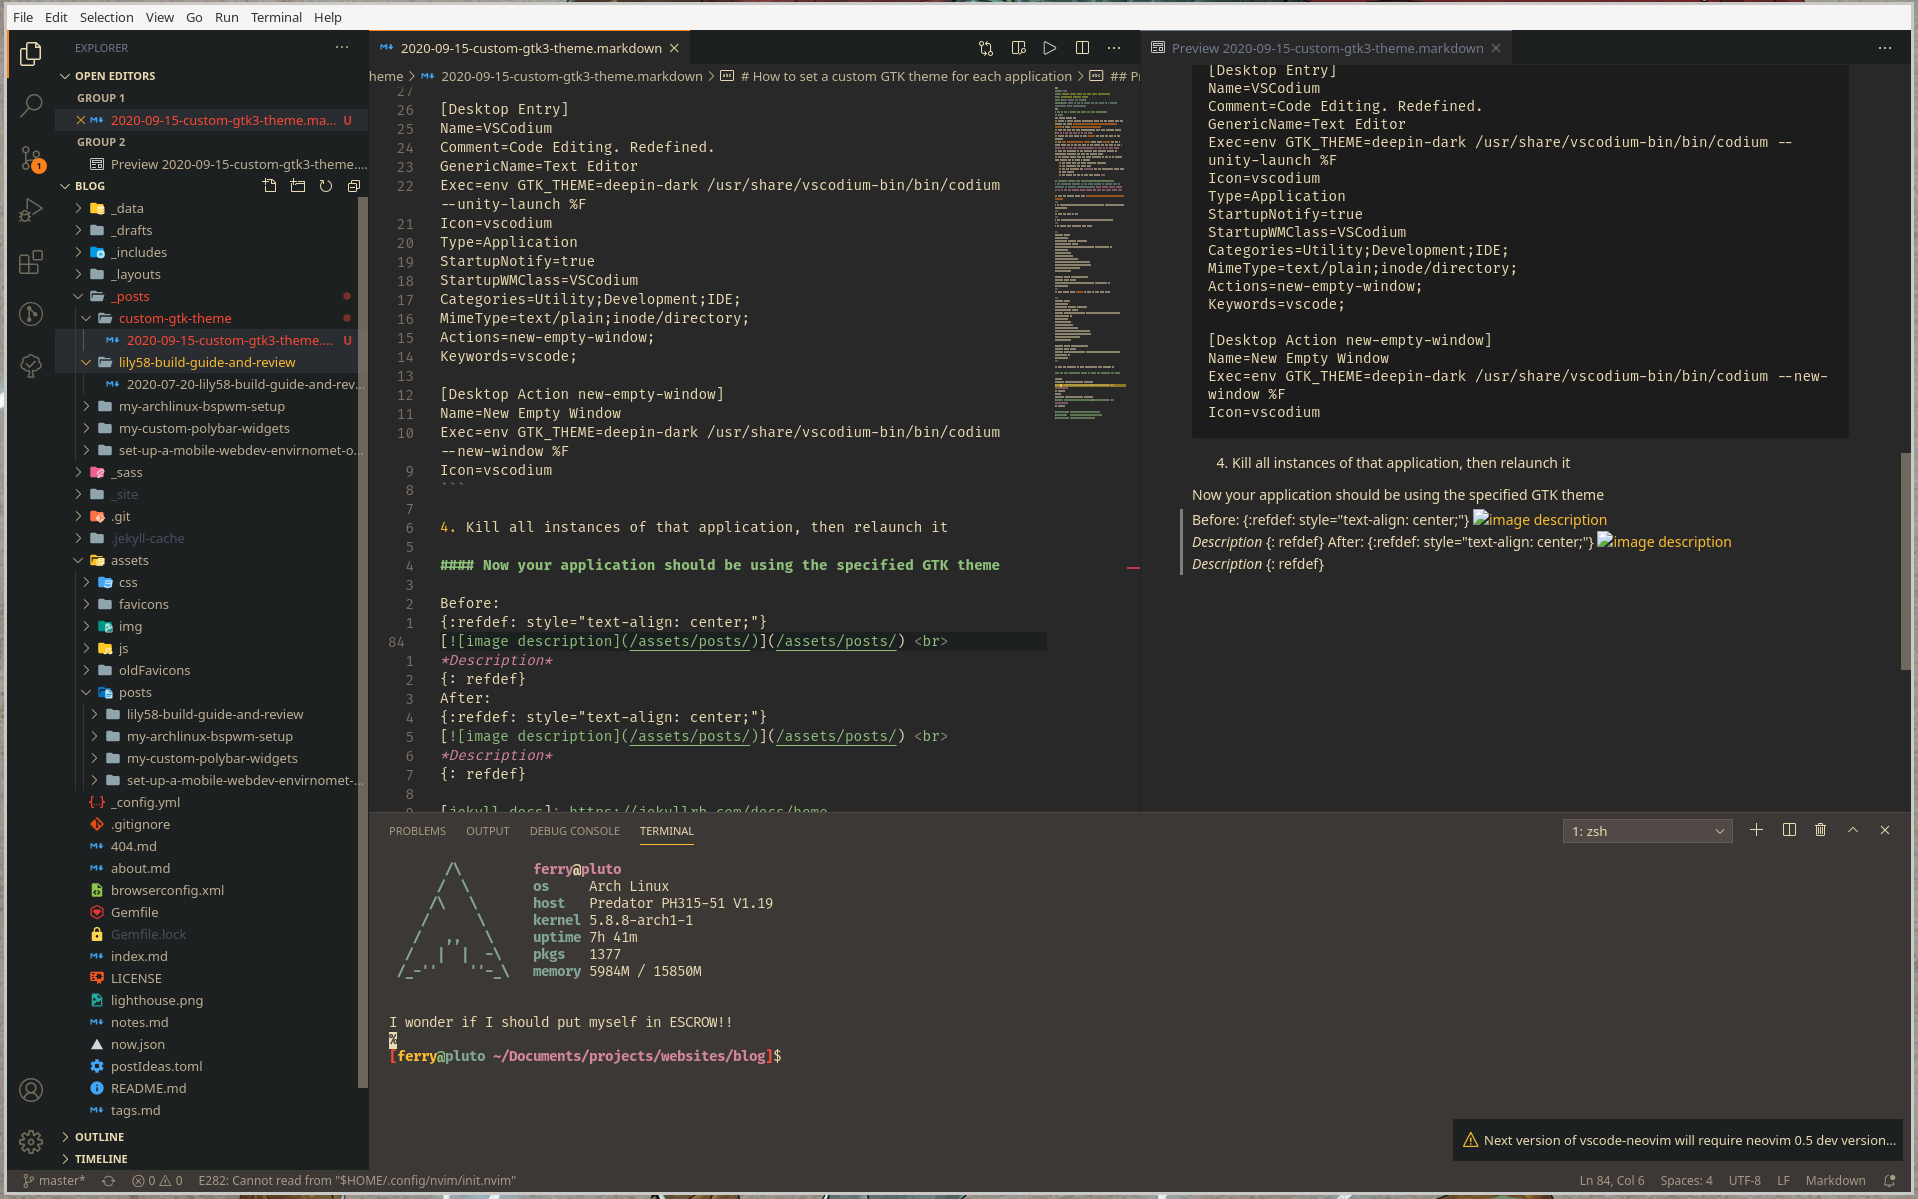 File Edit Selection View Go Run Terminal Help
EXPLORER
OPEN EDITORS
GROUP 1
2020-09-15-custom-gtk3-theme.ma... U
GROUP 2
Preview 2020-09-15-custom-gtk3-theme....
BLOG
_data
_drafts
_includes
_layouts
_posts
custom-gtk-theme
2020-09-15-custom-gtk3-theme.... U
lily58-build-guide-and-review
2020-07-20-lily58-build-guide-and-rev...
my-archlinux-bspwm-setup
my-custom-polybar-widgets
set-up-a-mobile-webdev-envirnomet-o...
_sass
_site
.git
.jekyll-cache
assets
css
favicons
img
js
oldFavicons
posts
lily58-build-guide-and-review
my-archlinux-bspwm-setup
my-custom-polybar-widgets
set-up-a-mobile-webdev-envirnomet-...
_config.yml
.gitignore
404.md
about.md
browserconfig.xml
Gemfile
Gemfile.lock
index.md
LICENSE
lighthouse.png
notes.md
now.json
postIdeas.toml
README.md
tags.md
OUTLINE
TIMELINE
1
2020-09-15-custom-gtk3-theme.markdown
heme > 2020-09-15-custom-gtk3-theme.markdown > # How to set a custom GTK theme for each application > ## Pr
27
26 [Desktop Entry]
25 Name=VSCodium
24 Comment=Code Editing. Redefined.
23 GenericName=Text Editor
22 Exec=env GTK_THEME=deepin-dark /usr/share/vscodium-bin/bin/codium
--unity-launch %F
21 Icon=vscodium
20 Type=Application
19 StartupNotify=true
18 StartupWMClass=VSCodium
17 Categories=Utility;Development;IDE;
16 MimeType=text/plain;inode/directory;
15 Actions=new-empty-window;
14 Keywords=vscode;
13
12 [Desktop Action new-empty-window]
11 Name=New Empty Window
10 Exec=env GTK_THEME=deepin-dark /usr/share/vscodium-bin/bin/codium
--new-window %F
9 Icon=vscodium
8 ```
7
6 4. Kill all instances of that application, then relaunch it
5
4 #### Now your application should be using the specified GTK theme
3
2 Before:
1 {:refdef: style="text-align: center;"}
84 [![image description](/assets/posts/)](/assets/posts/) <br>
1 *Description*
2 {: refdef}
3 After:
4 {:refdef: style="text-align: center;"}
5 [![image description](/assets/posts/)](/assets/posts/) <br>
6 *Description*
7 {: refdef}
8
9 [jekyll-docs]: https://jekyllrb.com/docs/home
Preview 2020-09-15-custom-gtk3-theme.markdown
[Desktop Entry]
Name=VSCodium
Comment=Code Editing. Redefined.
GenericName=Text Editor
Exec=env GTK_THEME=deepin-dark /usr/share/vscodium-bin/bin/codium --
unity-launch %F
Icon=vscodium
Type=Application
StartupNotify=true
StartupWMClass=VSCodium
Categories=Utility;Development;IDE;
MimeType=text/plain;inode/directory;
Actions=new-empty-window;
Keywords=vscode;
[Desktop Action new-empty-window]
Name=New Empty Window
Exec=env GTK_THEME=deepin-dark /usr/share/vscodium-bin/bin/codium --new-
window %F
Icon=vscodium
4. Kill all instances of that application, then relaunch it
Now your application should be using the specified GTK theme
Before: {:refdef: style="text-align: center;"} image description
Description {: refdef} After: {:refdef: style="text-align: center;"} image description
Description {: refdef}
PROBLEMS OUTPUT DEBUG CONSOLE TERMINAL
1: zsh
ferry@pluto
os Arch Linux
host Predator PH315-51 V1.19
kernel 5.8.8-arch1-1
uptime 7h 41m
pkgs 1377
memory 5984M / 15850M
I wonder if I should put myself in ESCROW!!
%
[ferry@pluto ~/Documents/projects/websites/blog]$
Next version of vscode-neovim will require neovim 0.5 dev version...
master* 0 0 E282: Cannot read from "$HOME/.config/nvim/init.nvim"
Ln 84, Col 6 Spaces: 4 UTF-8 LF Markdown